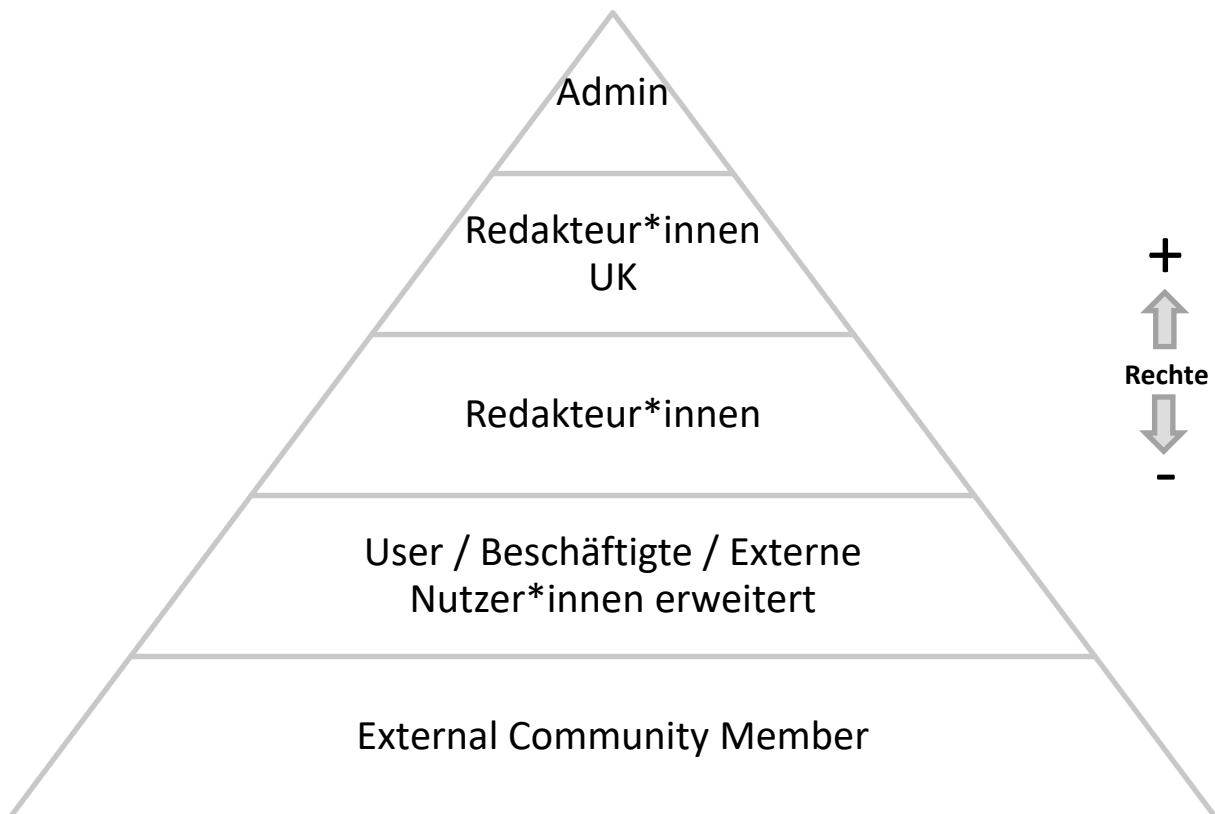 Admin
Redakteur*innen
UK
+
Rechte
-
Redakteur*innen
User / Beschäftigte / Externe
Nutzer*innen erweitert
External Community Member